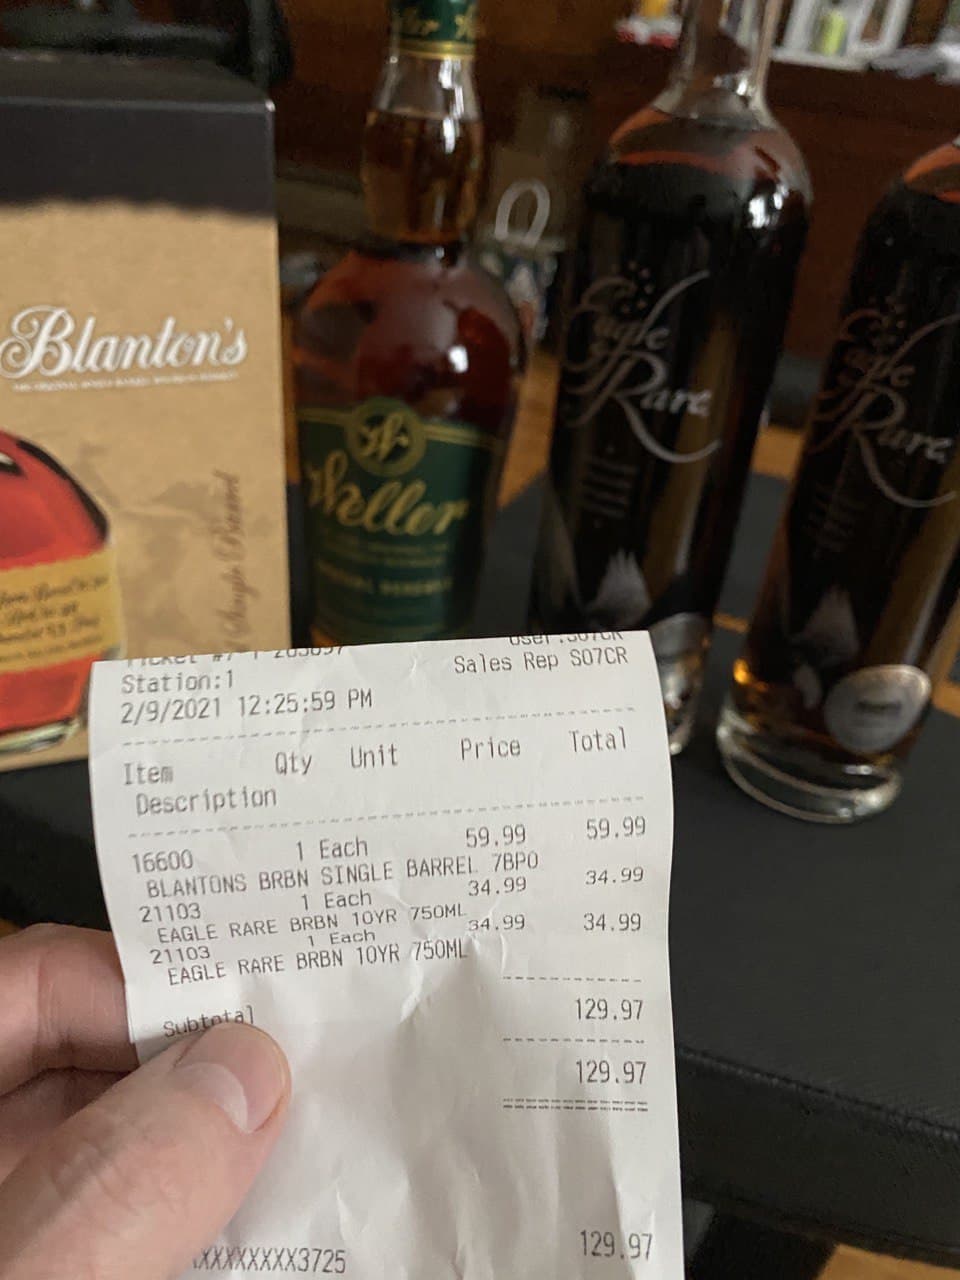 Blanton's
Single Barrel
Weller
Eagle
Rare
Eagle
Rare
Station:1
Sales Rep S07CR
2/9/2021 12:25:59 PM
Item Qty Unit Price Total
Description
16600 1 Each 59.99 59.99
BLANTONS BRBN SINGLE BARREL 7BPO
21103 1 Each 34.99 34.99
EAGLE RARE BRBN 10YR 750ML
21103 1 Each 34.99 34.99
EAGLE RARE BRBN 10YR 750ML
Subtotal 129.97
129.97
XXXXXXXX3725 129.97